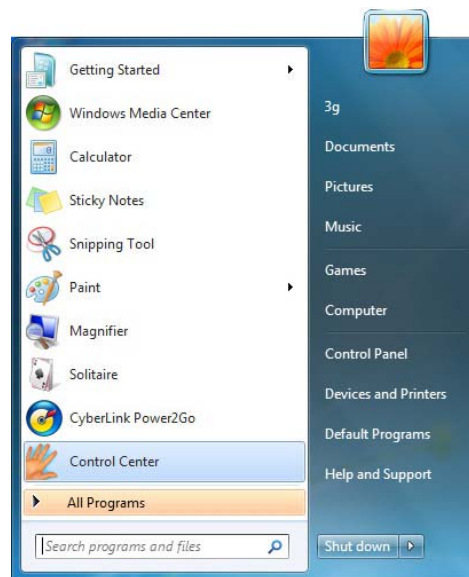 Getting Started
Windows Media Center
Calculator
Sticky Notes
Snipping Tool
Paint
Magnifier
Solitaire
CyberLink Power2Go
Control Center
All Programs
Search programs and files
3g
Documents
Pictures
Music
Games
Computer
Control Panel
Devices and Printers
Default Programs
Help and Support
Shut down